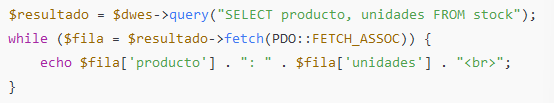 $resultado = $dwes->query("SELECT producto, unidades FROM stock");
while ($fila = $resultado->fetch(PDO::FETCH_ASSOC)) {
    echo $fila['producto'] . ": " . $fila['unidades'] . "<br>";
}